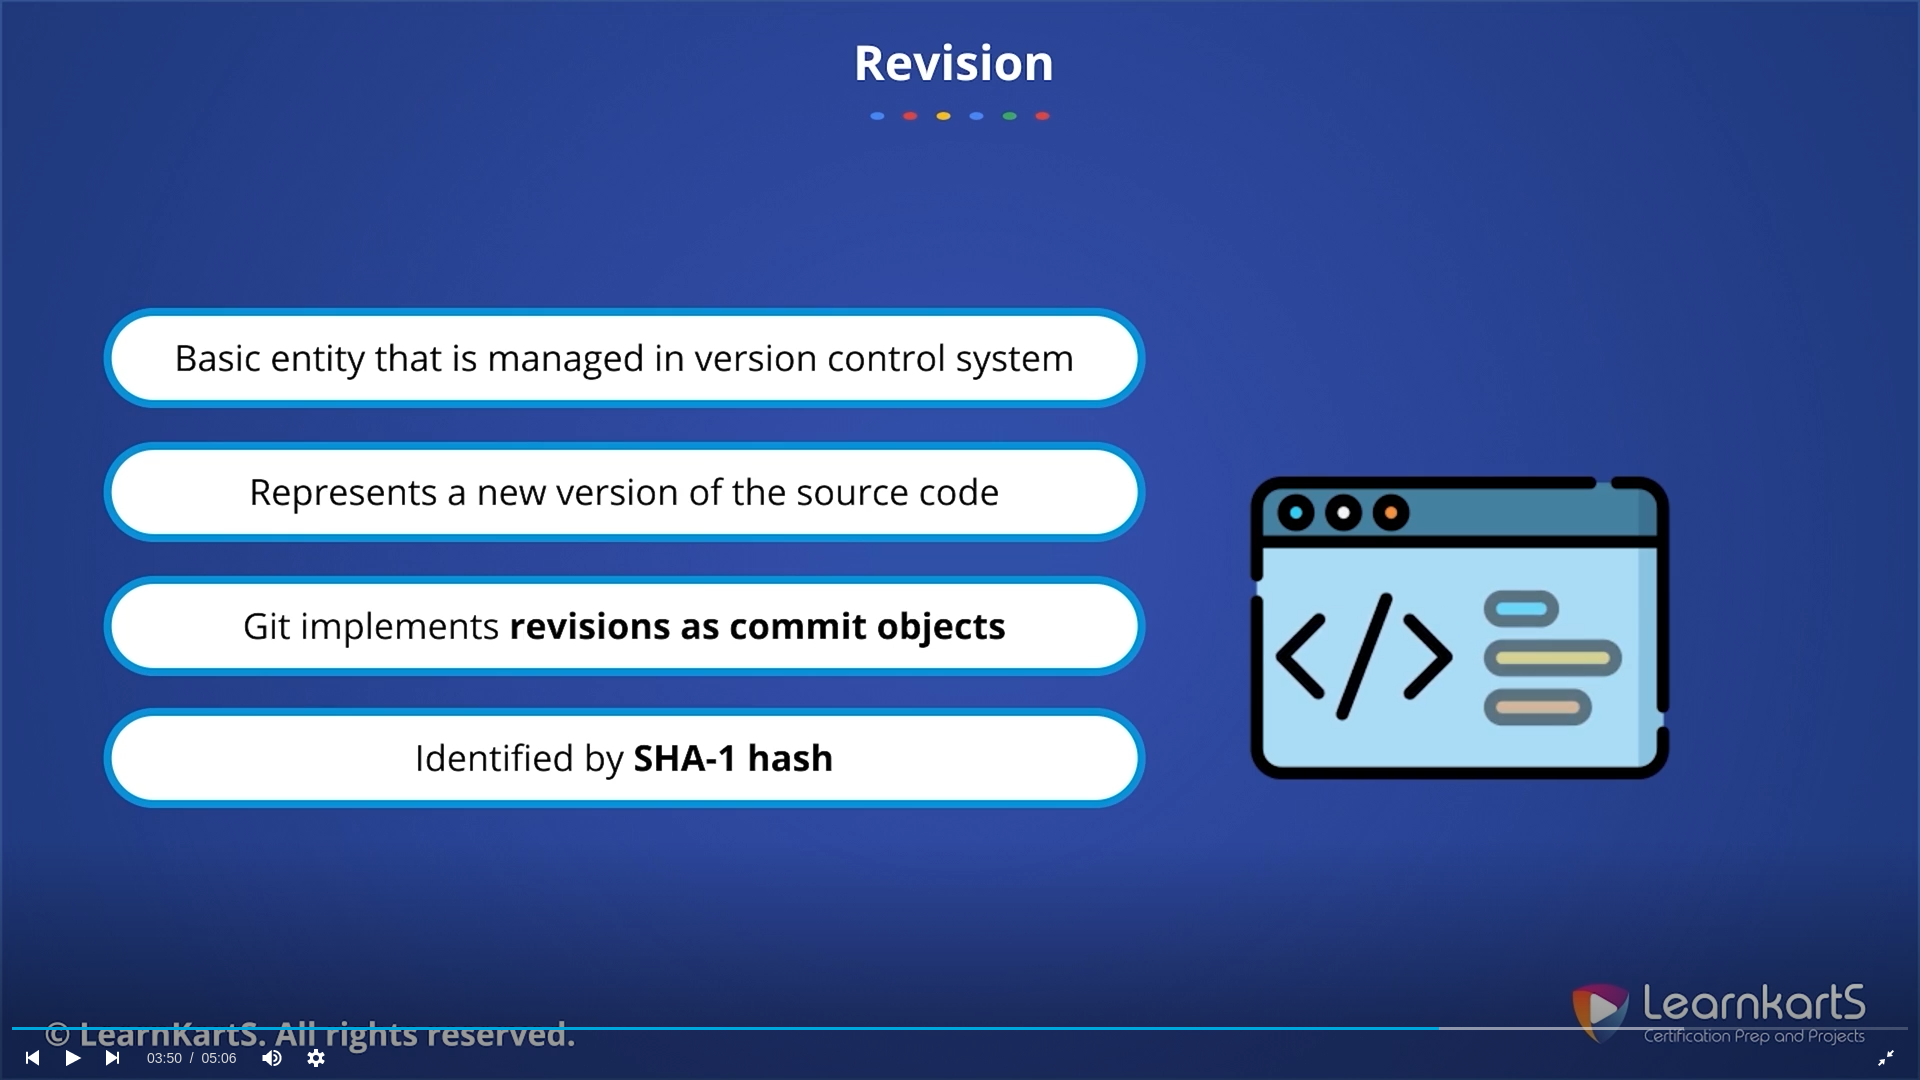 Revision
Basic entity that is managed in version control system
Represents a new version of the source code
Git implements revisions as commit objects
Identified by SHA-1 hash
</>
LearnkartS
Certification Prep and Projects
© LearnKartS. All rights reserved.
03:50 / 05:06